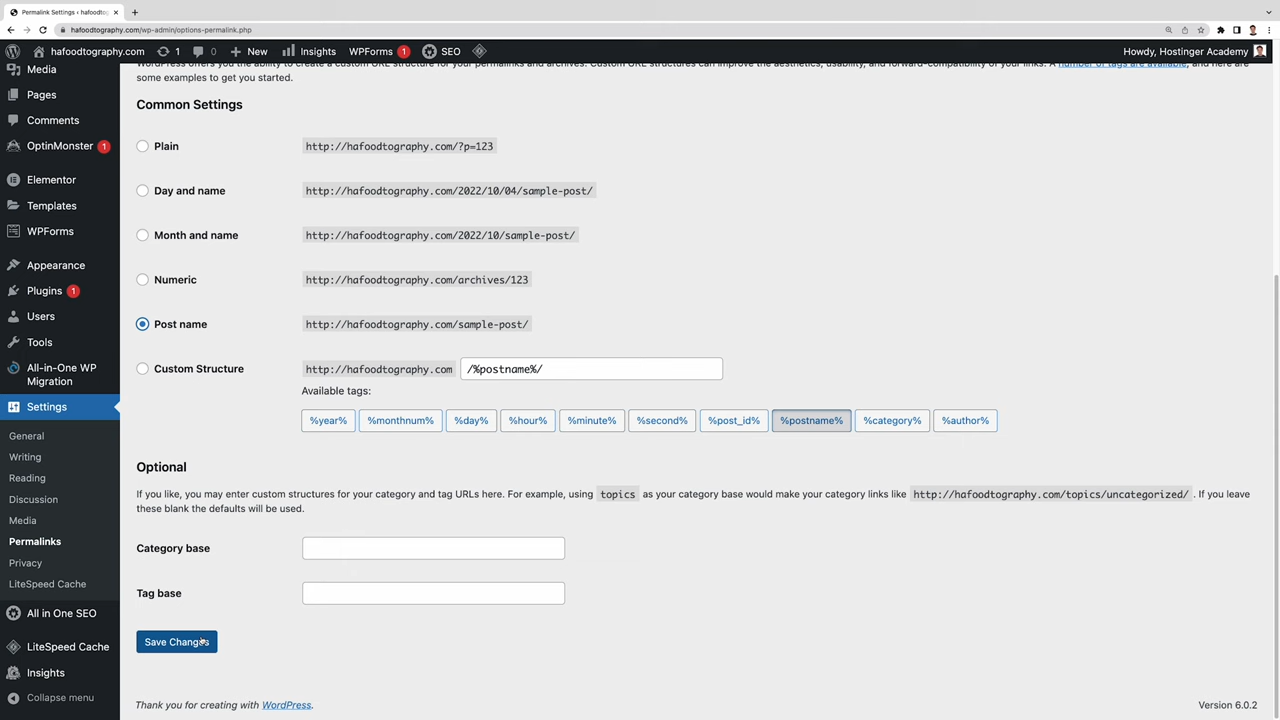 Permalink Settings ‹ hafoodtog
hafoodtography.com/wp-admin/options-permalink.php
hafoodtography.com 1 0 New Insights WPForms 1 SEO Howdy, Hostinger Academy
WordPress offers you the ability to create a custom URL structure for your permalinks and archives. Custom URL structures can improve the aesthetics, usability, and forward-compatibility of your links. A number of tags are available, and here are
some examples to get you started.
Media
Pages
Comments
OptinMonster 1
Elementor
Templates
WPForms
Appearance
Plugins 1
Users
Tools
All-in-One WP
Migration
Settings
General
Writing
Reading
Discussion
Media
Permalinks
Privacy
LiteSpeed Cache
All in One SEO
LiteSpeed Cache
Insights
Collapse menu
Common Settings
Plain http://hafoodtography.com/?p=123
Day and name http://hafoodtography.com/2022/10/04/sample-post/
Month and name http://hafoodtography.com/2022/10/sample-post/
Numeric http://hafoodtography.com/archives/123
Post name http://hafoodtography.com/sample-post/
Custom Structure http://hafoodtography.com /%postname%/
Available tags:
%year% %monthnum% %day% %hour% %minute% %second% %post_id% %postname% %category% %author%
Optional
If you like, you may enter custom structures for your category and tag URLs here. For example, using topics as your category base would make your category links like http://hafoodtography.com/topics/uncategorized/ . If you leave
these blank the defaults will be used.
Category base
Tag base
Save Changes
Thank you for creating with WordPress. Version 6.0.2